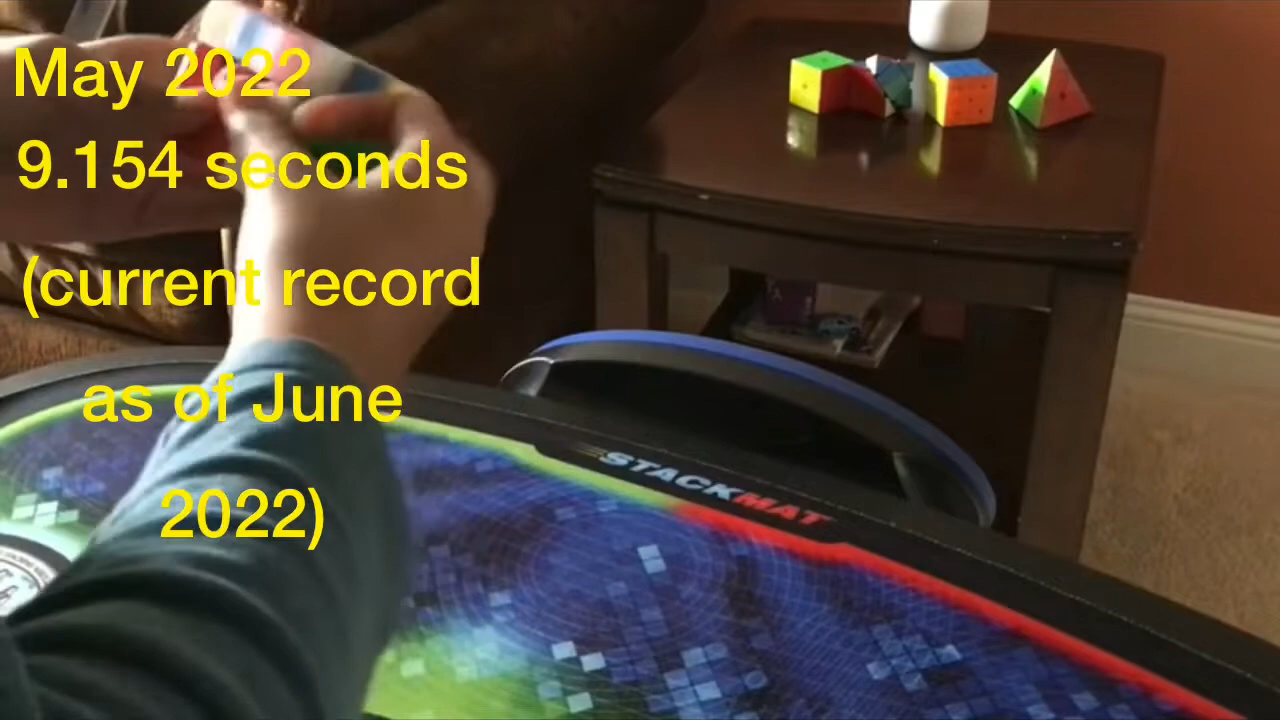 May 2022
9.154 seconds
(current record
as of June
2022)
STACKMAT